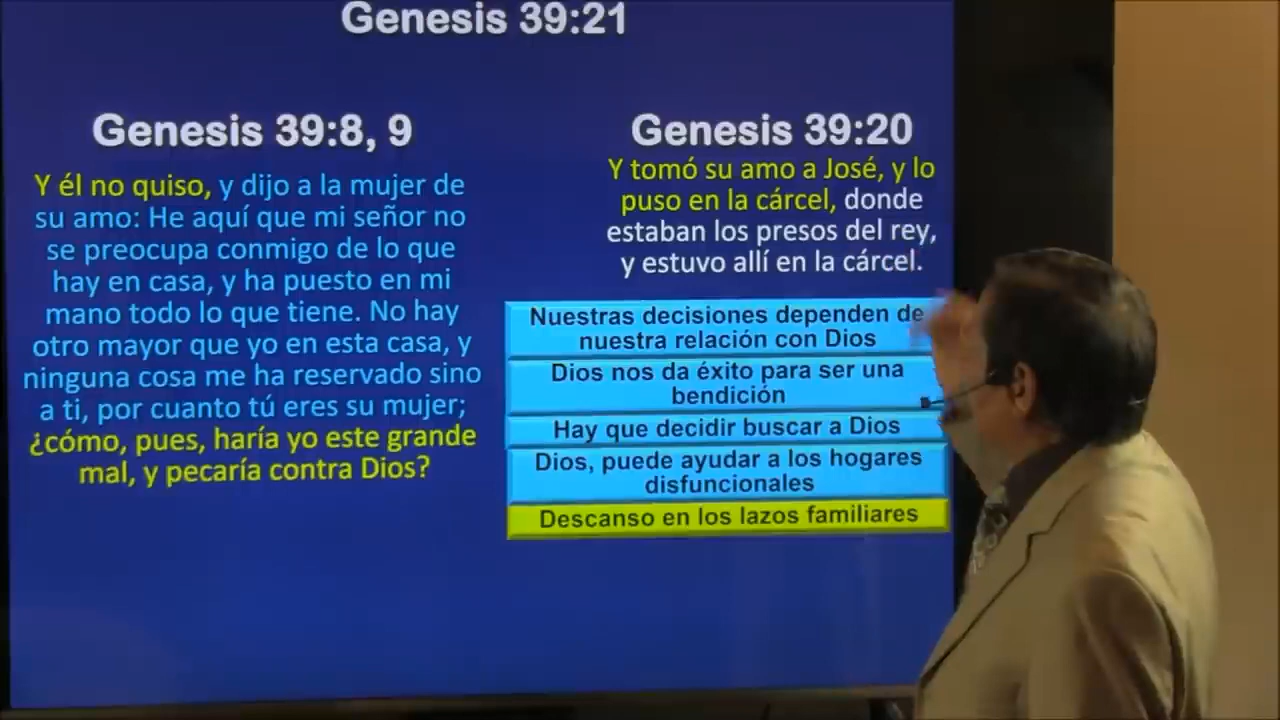 Genesis 39:21
Genesis 39:8, 9
Y él no quiso, y dijo a la mujer de
su amo: He aquí que mi señor no
se preocupa conmigo de lo que
hay en casa, y ha puesto en mi
mano todo lo que tiene. No hay
otro mayor que yo en esta casa, y
ninguna cosa me ha reservado sino
a ti, por cuanto tú eres su mujer;
¿cómo, pues, haría yo este grande
mal, y pecaría contra Dios?
Genesis 39:20
Y tomó su amo a José, y lo
puso en la cárcel, donde
estaban los presos del rey,
y estuvo allí en la cárcel.
Nuestras decisiones dependen de
nuestra relación con Dios
Dios nos da éxito para ser una
bendición
Hay que decidir buscar a Dios
Dios, puede ayudar a los hogares
disfuncionales
Descanso en los lazos familiares